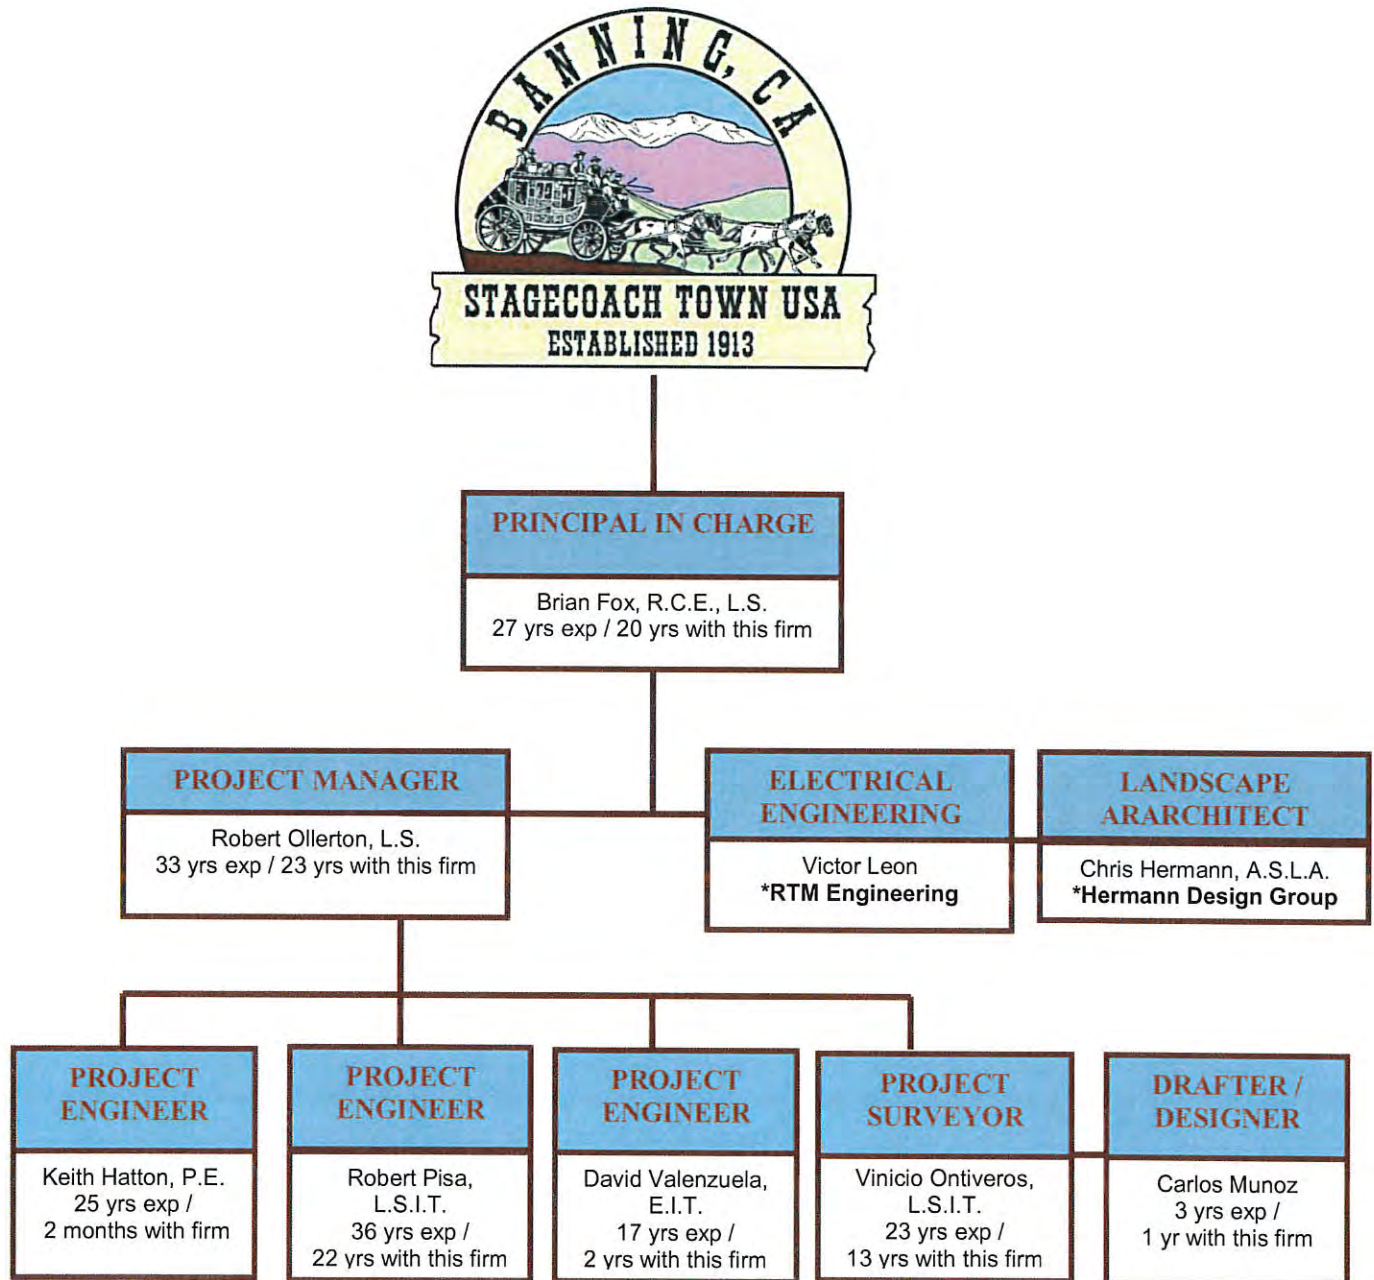 BANNING, CA
STAGECOACH TOWN USA
ESTABLISHED 1913
PRINCIPAL IN CHARGE
Brian Fox, R.C.E., L.S.
27 yrs exp / 20 yrs with this firm
PROJECT MANAGER
Robert Ollerton, L.S.
33 yrs exp / 23 yrs with this firm
ELECTRICAL
ENGINEERING
Victor Leon
*RTM Engineering
LANDSCAPE
ARARCHITECT
Chris Hermann, A.S.L.A.
*Hermann Design Group
PROJECT
ENGINEER
Keith Hatton, P.E.
25 yrs exp /
2 months with firm
PROJECT
ENGINEER
Robert Pisa,
L.S.I.T.
36 yrs exp /
22 yrs with this firm
PROJECT
ENGINEER
David Valenzuela,
E.I.T.
17 yrs exp /
2 yrs with this firm
PROJECT
SURVEYOR
Vinicio Ontiveros,
L.S.I.T.
23 yrs exp /
13 yrs with this firm
DRAFTER /
DESIGNER
Carlos Munoz
3 yrs exp /
1 yr with this firm